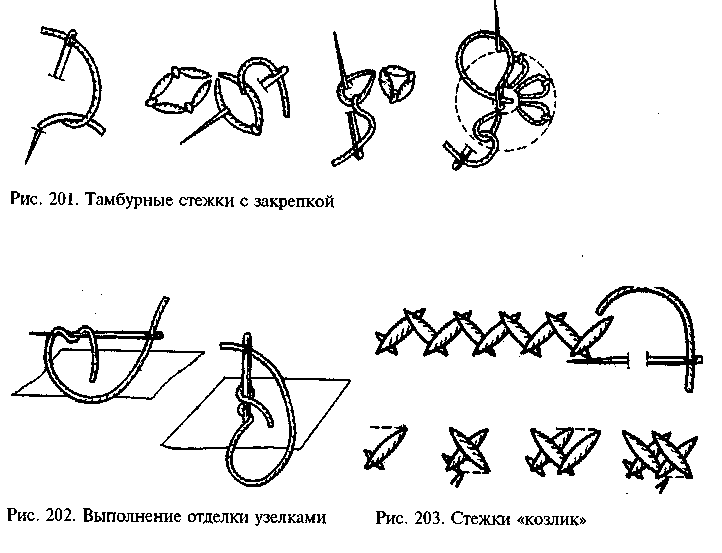 Рис. 201. Тамбурные стежки с закрепкой
Рис. 202. Выполнение отделки узелками
Рис. 203. Стежки «козлик»